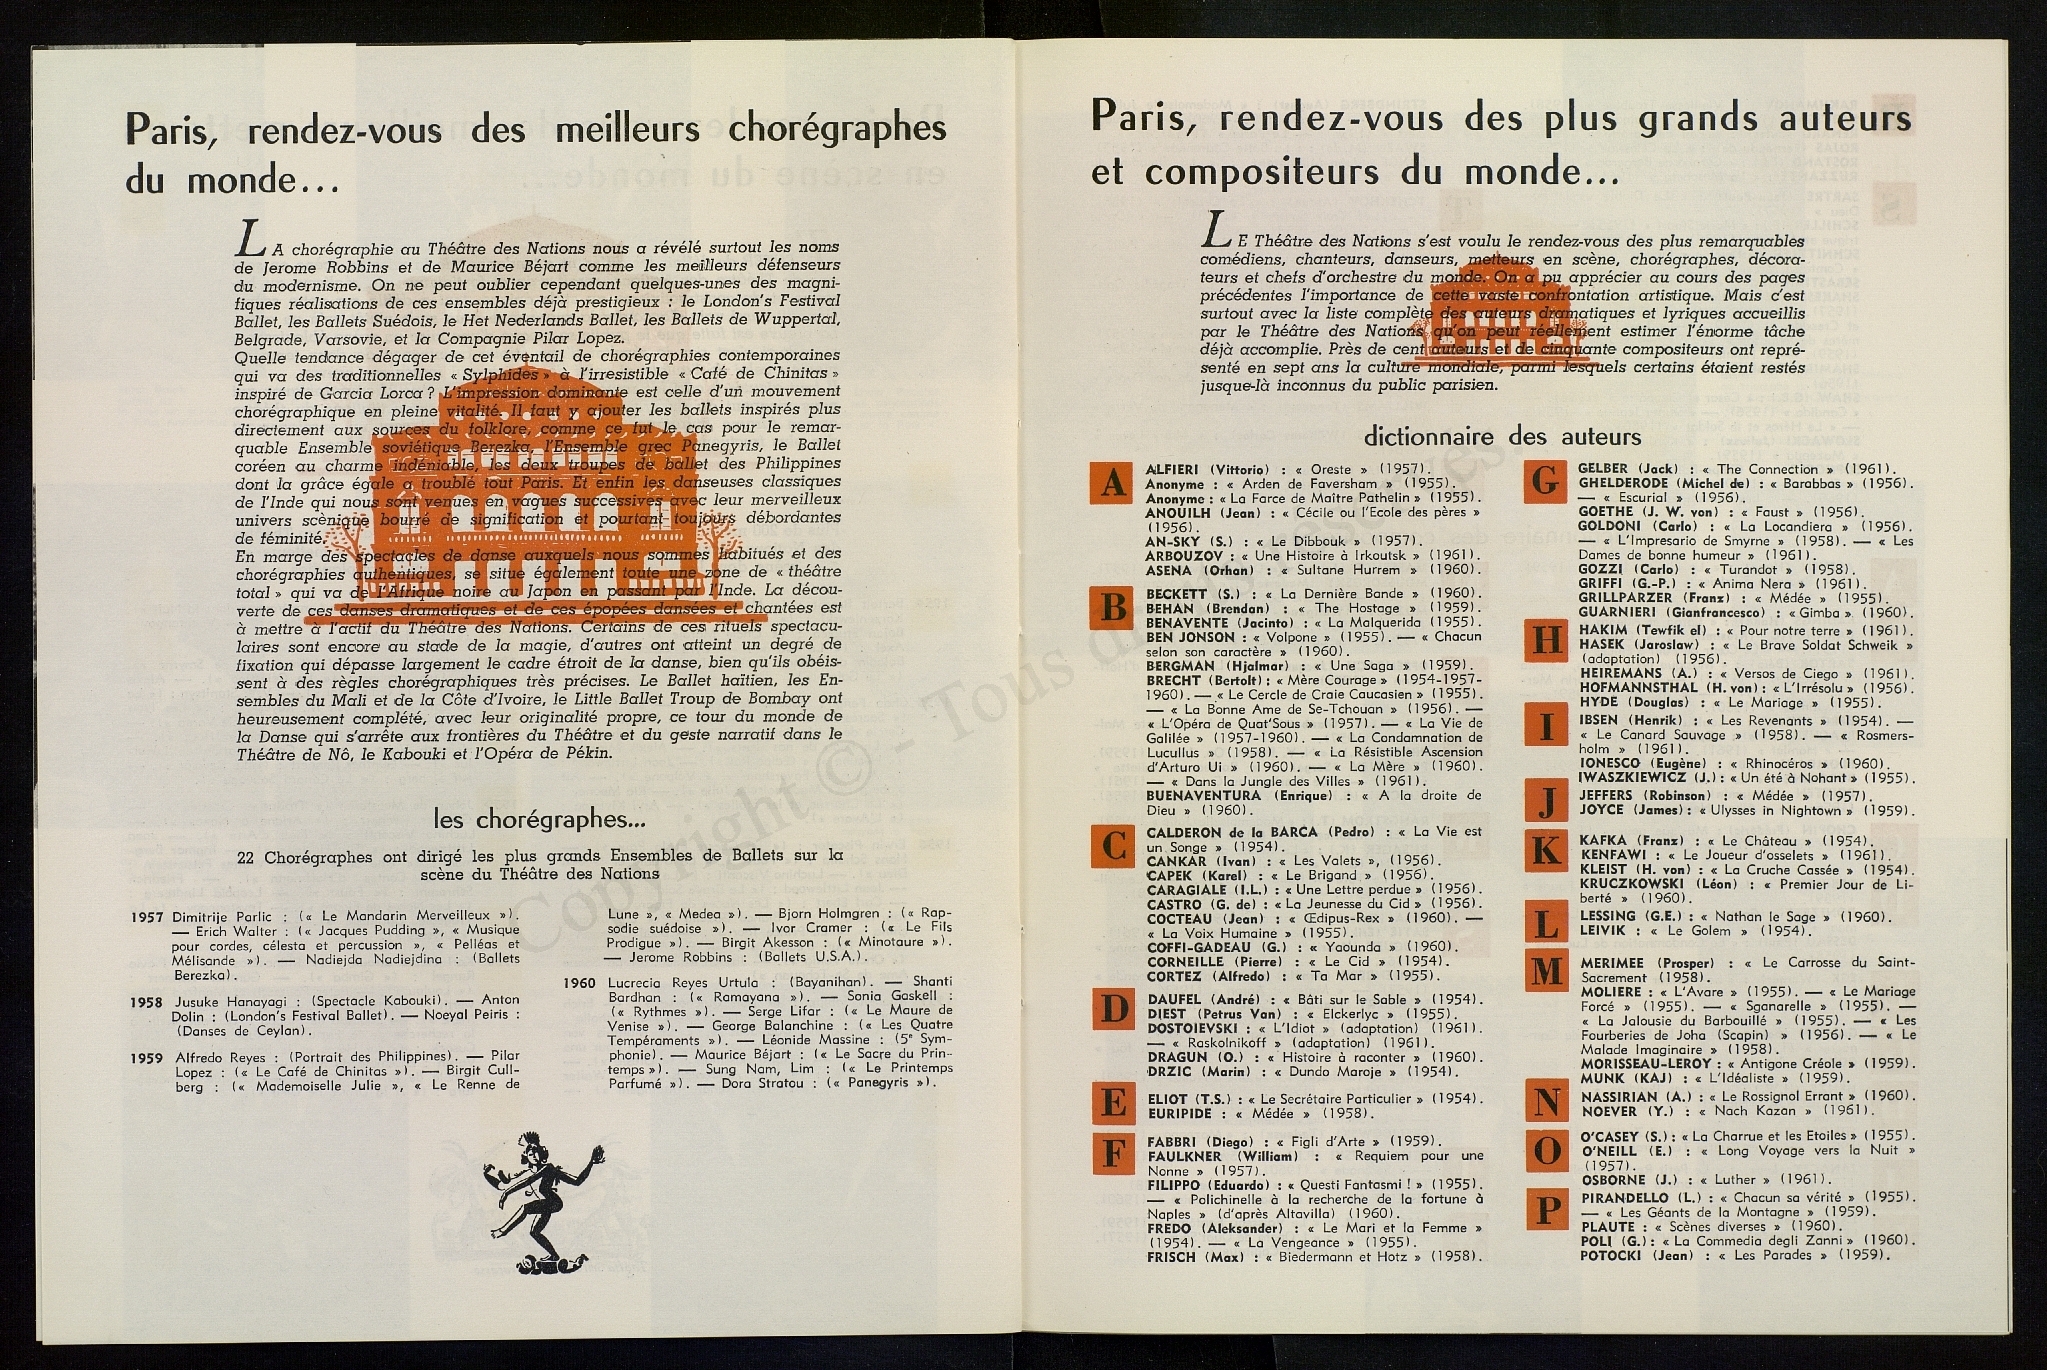 Paris, rendez-vous des meilleurs chorégraphes
du monde...
LA chorégraphie au Théâtre des Nations nous a révélé surtout les noms
de Jerome Robbins et de Maurice Béjart comme les meilleurs défenseurs
du modernisme. On ne peut oublier cependant quelques-unes des magni-
fiques réalisations de ces ensembles déjà prestigieux : le London's Festival
Ballet, les Ballets Suédois, le Het Nederlands Ballet, les Ballets de Wuppertal,
Belgrade, Varsovie, et la Compagnie Pilar Lopez.
Quelle tendance dégager de cet éventail de chorégraphies contemporaines
qui va des traditionnelles « Sylphides » à l'irresistible « Café de Chinitas »
inspiré de Garcia Lorca ? L'impression dominante est celle d'un mouvement
chorégraphique en pleine vitalité. Il faut y ajouter les ballets inspirés plus
directement aux sources du folklore, comme ce fut le cas pour le remar-
quable Ensemble soviétique Berezka, l'Ensemble grec Panegyris, le Ballet
coréen au charme indéniable, les deux troupes de ballet des Philippines
dont la grâce égale a troublé tout Paris. Et enfin les danseuses classiques
de l'Inde qui nous sont venues en vagues successives avec leur merveilleux
univers scènique bourré de signification et pourtant toujours débordantes
de féminité.
En marge des spectacles de danse auxquels nous sommes habitués et des
chorégraphies authentiques, se situe également toute une zone de « théâtre
total » qui va de l'Afrique noire au Japon en passant par l'Inde. La décou-
verte de ces danses dramatiques et de ces épopées dansées et chantées est
à mettre à l'actif du Théâtre des Nations. Certains de ces rituels spectacu-
laires sont encore au stade de la magie, d'autres ont atteint un degré de
fixation qui dépasse largement le cadre étroit de la danse, bien qu'ils obéis-
sent à des règles chorégraphiques très précises. Le Ballet haïtien, les En-
sembles du Mali et de la Côte d'Ivoire, le Little Ballet Troup de Bombay ont
heureusement complété, avec leur originalité propre, ce tour du monde de
la Danse qui s'arrête aux frontières du Théâtre et du geste narratif dans le
Théâtre de Nô, le Kabouki et l'Opéra de Pékin.
les chorégraphes...
22 Chorégraphes ont dirigé les plus grands Ensembles de Ballets sur la
scène du Théâtre des Nations
1957 Dimitrije Parlic : (« Le Mandarin Merveilleux »).
— Erich Walter : (« Jacques Pudding », « Musique
pour cordes, célesta et percussion », « Pelléas et
Mélisande »). — Nadiejda Nadiejdina : (Ballets
Berezka).
1958 Jusuke Hanayagi : (Spectacle Kabouki). — Anton
Dolin : (London's Festival Ballet). — Noeyal Peiris :
(Danses de Ceylan).
1959 Alfredo Reyes : (Portrait des Philippines). — Pilar
Lopez : (« Le Café de Chinitas »). — Birgit Cull-
berg : (« Mademoiselle Julie », « Le Renne de
Lune », « Medea »). — Bjorn Holmgren : (« Rap-
sodie suédoise »). — Ivor Cramer : (« Le Fils
Prodigue »). — Birgit Akesson : (« Minotaure »).
— Jerome Robbins : (Ballets U.S.A.).
1960 Lucrecia Reyes Urtula : (Bayanihan). — Shanti
Bardhan : (« Ramayana »). — Sonia Gaskell :
(« Rythmes »). — Serge Lifar : (« Le Maure de
Venise »). — George Balanchine : (« Les Quatre
Tempéraments »). — Léonide Massine : (5e Sym-
phonie). — Maurice Béjart : (« Le Sacre du Prin-
temps »). — Sung Nam, Lim : (« Le Printemps
Parfumé »). — Dora Stratou : (« Panegyris »).
Paris, rendez-vous des plus grands auteurs
et compositeurs du monde...
LE Théâtre des Nations s'est voulu le rendez-vous des plus remarquables
comédiens, chanteurs, danseurs, metteurs en scène, chorégraphes, décora-
teurs et chefs d'orchestre du monde. On a pu apprécier au cours des pages
précédentes l'importance de cette vaste confrontation artistique. Mais c'est
surtout avec la liste complète des auteurs dramatiques et lyriques accueillis
par le Théâtre des Nations qu'on peut réellement estimer l'énorme tâche
déjà accomplie. Près de cent auteurs et de cinquante compositeurs ont repré-
senté en sept ans la culture mondiale, parmi lesquels certains étaient restés
jusque-là inconnus du public parisien.
dictionnaire des auteurs
A
ALFIERI (Vittorio) : « Oreste » (1957).
Anonyme : « Arden de Faversham » (1955).
Anonyme : « La Farce de Maître Pathelin » (1955).
ANOUILH (Jean) : « Cécile ou l'Ecole des pères »
(1956).
AN-SKY (S.) : « Le Dibbouk » (1957).
ARBOUZOV : « Une Histoire à Irkoutsk » (1961).
ASENA (Orhan) : « Sultane Hurrem » (1960).
B
BECKETT (S.) : « La Dernière Bande » (1960).
BEHAN (Brendan) : « The Hostage » (1959).
BENAVENTE (Jacinto) : « La Malquerida (1955).
BEN JONSON : « Volpone » (1955). — « Chacun
selon son caractère » (1960).
BERGMAN (Hjalmar) : « Une Saga » (1959).
BRECHT (Bertolt) : « Mère Courage » (1954-1957-
1960). — « Le Cercle de Craie Caucasien » (1955).
— « La Bonne Ame de Se-Tchouan » (1956). —
« L'Opéra de Quat'Sous » (1957). — « La Vie de
Galilée » (1957-1960). — « La Condamnation de
Lucullus » (1958). — « La Résistible Ascension
d'Arturo Ui » (1960). — « La Mère » (1960).
— « Dans la Jungle des Villes » (1961).
BUENAVENTURA (Enrique) : « A la droite de
Dieu » (1960).
C
CALDERON de la BARCA (Pedro) : « La Vie est
un Songe » (1954).
CANKAR (Ivan) : « Les Valets », (1956).
CAPEK (Karel) : « Le Brigand » (1956).
CARAGIALE (I.L.) : « Une Lettre perdue » (1956).
CASTRO (G. de) : « La Jeunesse du Cid » (1956).
COCTEAU (Jean) : « Œdipus-Rex » (1960). —
« La Voix Humaine » (1955).
COFFI-GADEAU (G.) : « Yaounda » (1960).
CORNEILLE (Pierre) : « Le Cid » (1954).
CORTEZ (Alfredo) : « Ta Mar » (1955).
D
DAUFEL (André) : « Bâti sur le Sable » (1954).
DIEST (Petrus Van) : « Elckerlyc » (1955).
DOSTOIEVSKI : « L'Idiot » (adaptation) (1961).
— « Raskolnikoff » (adaptation) (1961).
DRAGUN (O.) : « Histoire à raconter » (1960).
DRZIC (Marin) : « Dundo Maroje » (1954).
E
ELIOT (T.S.) : « Le Secrétaire Particulier » (1954).
EURIPIDE : « Médée » (1958).
F
FABBRI (Diego) : « Figli d'Arte » (1959).
FAULKNER (William) : « Requiem pour une
Nonne » (1957).
FILIPPO (Eduardo) : « Questi Fantasmi ! » (1955).
— « Polichinelle à la recherche de la fortune à
Naples » (d'après Altavilla) (1960).
FREDO (Aleksander) : « Le Mari et la Femme »
(1954). — « La Vengeance » (1955).
FRISCH (Max) : « Biedermann et Hotz » (1958).
G
GELBER (Jack) : « The Connection » (1961).
GHELDERODE (Michel de) : « Barabbas » (1956).
— « Escurial » (1956).
GOETHE (J. W. von) : « Faust » (1956).
GOLDONI (Carlo) : « La Locandiera » (1956).
— « L'Impresario de Smyrne » (1958). — « Les
Dames de bonne humeur » (1961).
GOZZI (Carlo) : « Turandot » (1958).
GRIFFI (G.-P.) : « Anima Nera » (1961).
GRILLPARZER (Franz) : « Médée » (1955).
GUARNIERI (Gianfrancesco) : « Gimba » (1960).
H
HAKIM (Tewfik el) : « Pour notre terre » (1961).
HASEK (Jaroslaw) : « Le Brave Soldat Schweik »
(adaptation) (1956).
HEIREMANS (A.) : « Versos de Ciego » (1961).
HOFMANNSTHAL (H. von) : « L'Irrésolu » (1956).
HYDE (Douglas) : « Le Mariage » (1955).
I
IBSEN (Henrik) : « Les Revenants » (1954). —
« Le Canard Sauvage » (1958). — « Rosmers-
holm » (1961).
IONESCO (Eugène) : « Rhinocéros » (1960).
IWASZKIEWICZ (J.) : « Un été à Nohant » (1955).
J
JEFFERS (Robinson) : « Médée » (1957).
JOYCE (James) : « Ulysses in Nightown » (1959).
K
KAFKA (Franz) : « Le Château » (1954).
KENFAWI : « Le Joueur d'osselets » (1961).
KLEIST (H. von) : « La Cruche Cassée » (1954).
KRUCZKOWSKI (Léon) : « Premier Jour de Li-
berté » (1960).
L
LESSING (G.E.) : « Nathan le Sage » (1960).
LEIVIK : « Le Golem » (1954).
M
MERIMEE (Prosper) : « Le Carrosse du Saint-
Sacrement (1958).
MOLIERE : « L'Avare » (1955). — « Le Mariage
Forcé » (1955). — « Sganarelle » (1955). —
« La Jalousie du Barbouillé » (1955). — « Les
Fourberies de Joha (Scapin) » (1956). — « Le
Malade Imaginaire » (1958).
MORISSEAU-LEROY : « Antigone Créole » (1959).
MUNK (KAJ) : « L'Idéaliste » (1959).
N
NASSIRIAN (A.) : « Le Rossignol Errant » (1960).
NOEVER (Y.) : « Nach Kazan » (1961).
O
O'CASEY (S.) : « La Charrue et les Etoiles » (1955).
O'NEILL (E.) : « Long Voyage vers la Nuit »
(1957).
OSBORNE (J.) : « Luther » (1961).
P
PIRANDELLO (L.) : « Chacun sa vérité » (1955).
— « Les Géants de la Montagne » (1959).
PLAUTE : « Scènes diverses » (1960).
POLI (G.) : « La Commedia degli Zanni » (1960).
POTOCKI (Jean) : « Les Parades » (1959).
Copyright © - Tous